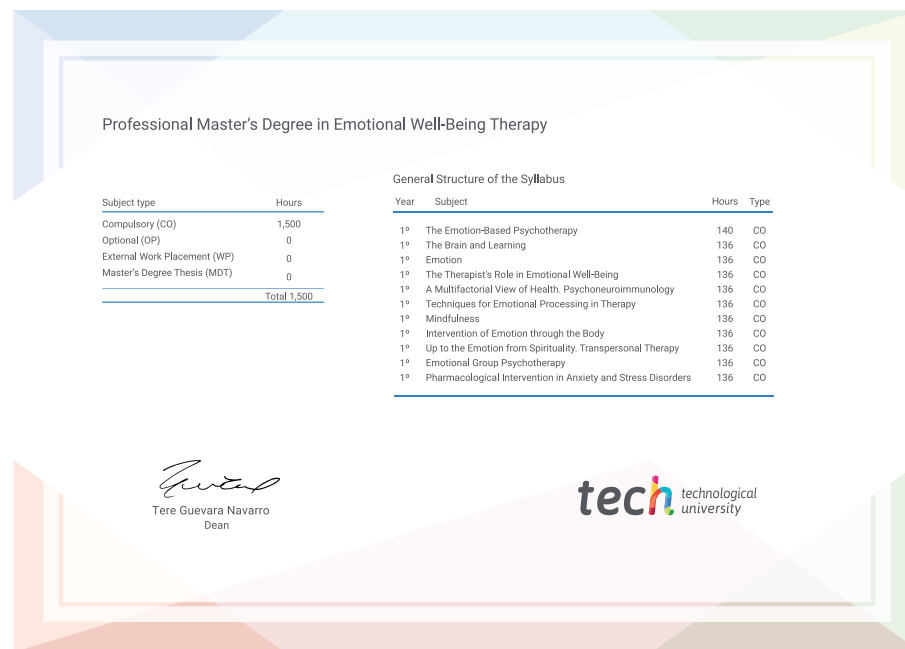 Professional Master's Degree in Emotional Well-Being Therapy
Subject type Hours
Compulsory (CO) 1,500
Optional (OP) 0
External Work Placement (WP) 0
Master's Degree Thesis (MDT) 0
Total 1,500
General Structure of the Syllabus
Year Subject Hours Type
1º The Emotion-Based Psychotherapy 140 CO
1º The Brain and Learning 136 CO
1º Emotion 136 CO
1º The Therapist's Role in Emotional Well-Being 136 CO
1º A Multifactorial View of Health. Psychoneuroimmunology 136 CO
1º Techniques for Emotional Processing in Therapy 136 CO
1º Mindfulness 136 CO
1º Intervention of Emotion through the Body 136 CO
1º Up to the Emotion from Spirituality. Transpersonal Therapy 136 CO
1º Emotional Group Psychotherapy 136 CO
1º Pharmacological Intervention in Anxiety and Stress Disorders 136 CO
Tere Guevara Navarro
Dean
tech technological
university